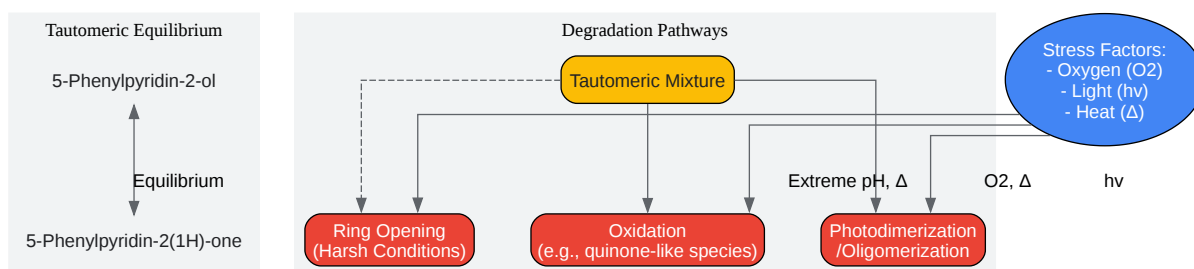 Tautomeric Equilibrium
5-Phenylpyridin-2-ol
Equilibrium
5-Phenylpyridin-2(1H)-one
Degradation Pathways
Tautomeric Mixture
Stress Factors:
- Oxygen (O2)
- Light (hv)
- Heat (Δ)
Extreme pH, Δ
O2, Δ
hv
Ring Opening
(Harsh Conditions)
Oxidation
(e.g., quinone-like species)
Photodimerization
/Oligomerization